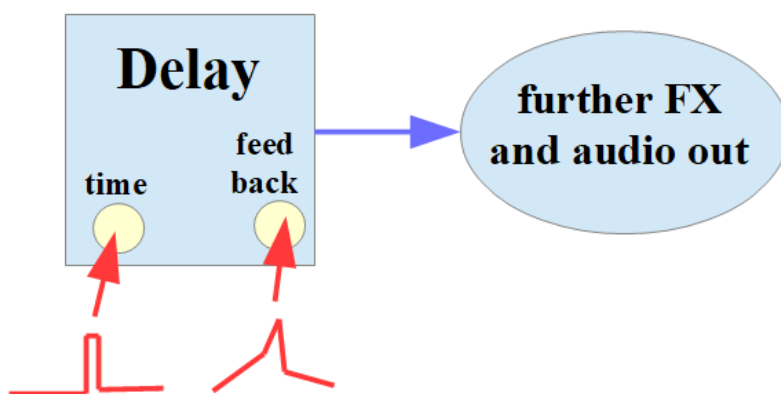 Delay
time
feed
back
further FX
and audio out